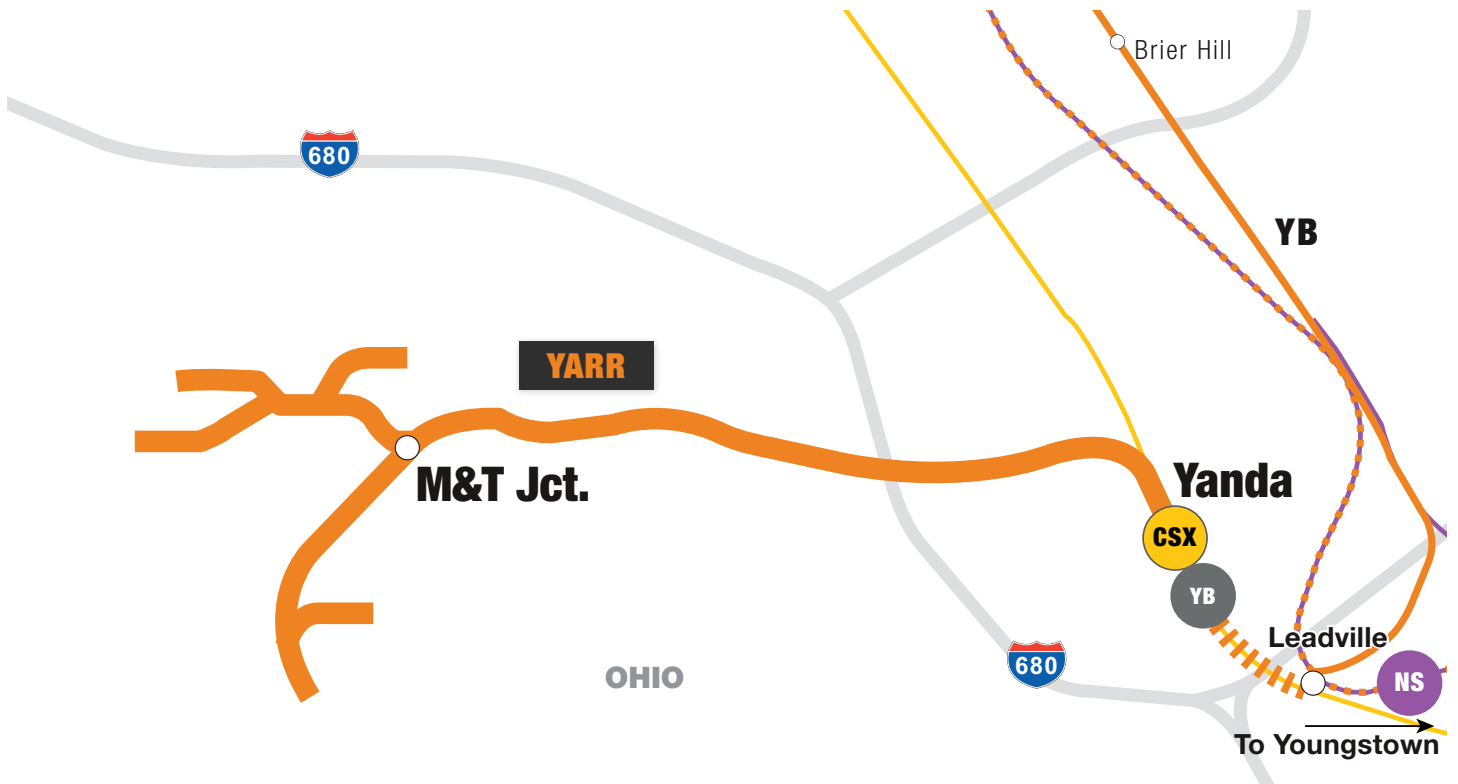 Brier Hill
680
YB
YARR
M&T Jct.
Yanda
CSX
YB
Leadville
680
OHIO
NS
To Youngstown